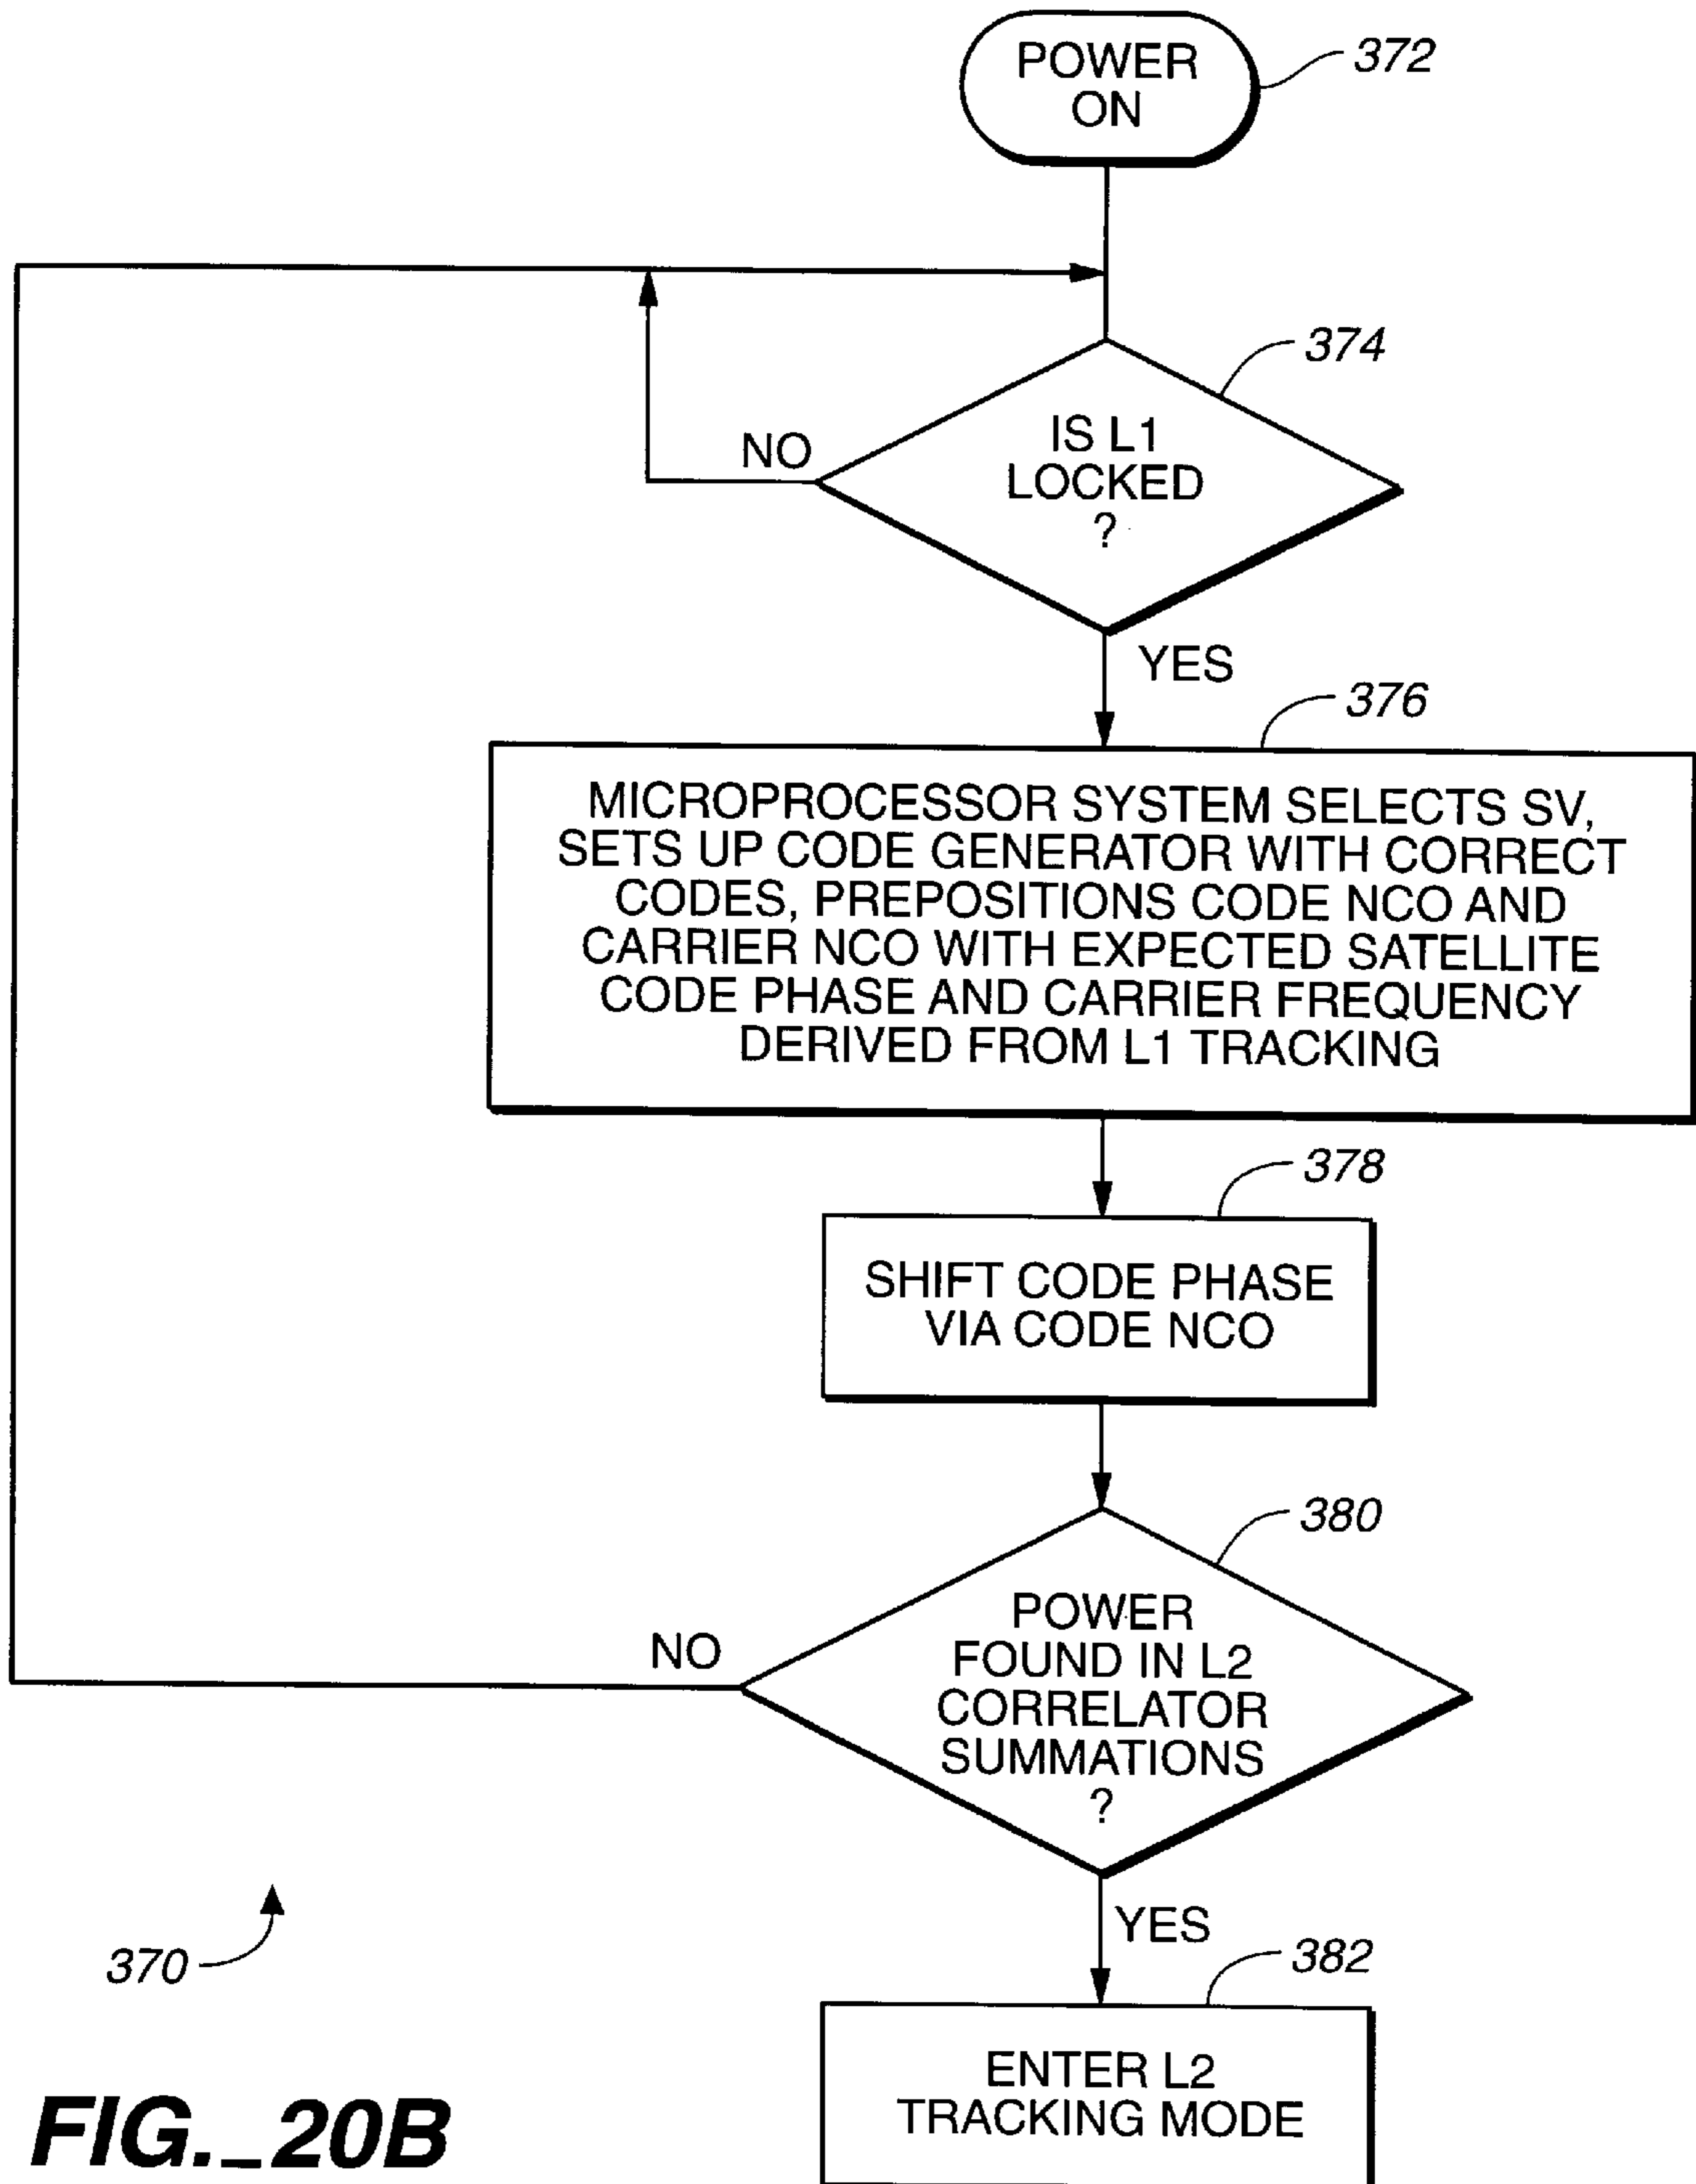 POWER
ON
372
374
IS L1
LOCKED
?
NO
YES
376
MICROPROCESSOR SYSTEM SELECTS SV,
SETS UP CODE GENERATOR WITH CORRECT
CODES, PREPOSITIONS CODE NCO AND
CARRIER NCO WITH EXPECTED SATELLITE
CODE PHASE AND CARRIER FREQUENCY
DERIVED FROM L1 TRACKING
378
SHIFT CODE PHASE
VIA CODE NCO
380
POWER
FOUND IN L2
CORRELATOR
SUMMATIONS
?
NO
YES
382
370
ENTER L2
TRACKING MODE
FIG._20B